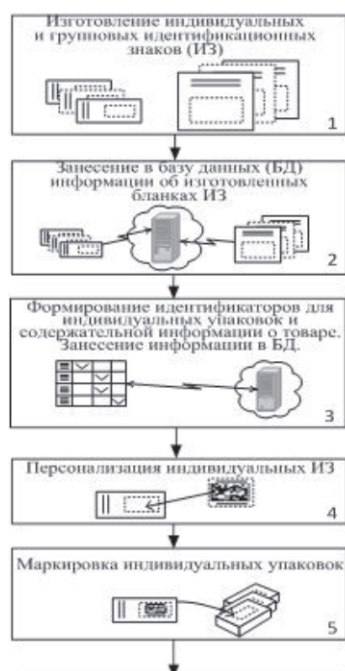 Изготовление индивидуальных
и групповых идентификационных
знаков (ИЗ)
1
Занесение в базу данных (БД)
информации об изготовленных
бланках ИЗ
2
Формирование идентификаторов для
индивидуальных упаковок и
содержательной информации о товаре.
Занесение информации в БД.
3
Персонализация индивидуальных ИЗ
4
Маркировка индивидуальных упаковок
5